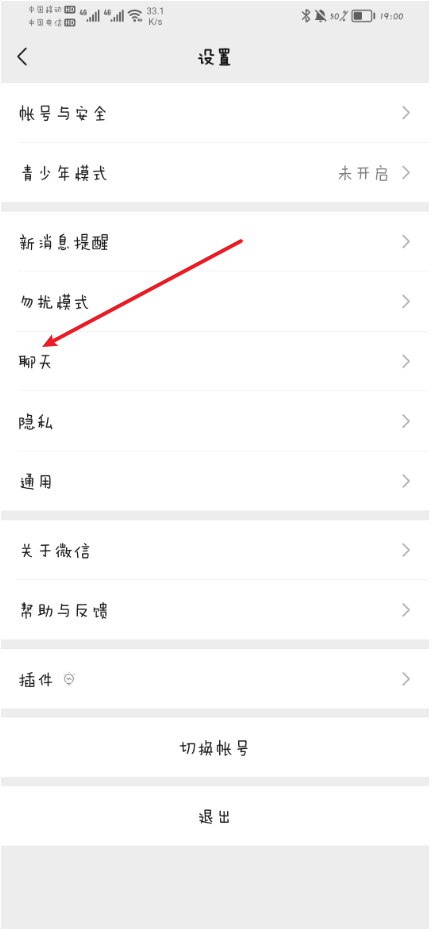 中国移动 HD 4G 4G 33.1
中国电信 HD K/s 50% 19:00
设置
帐号与安全
青少年模式 未开启
新消息提醒
勿扰模式
聊天
隐私
通用
关于微信
帮助与反馈
插件
切换帐号
退出